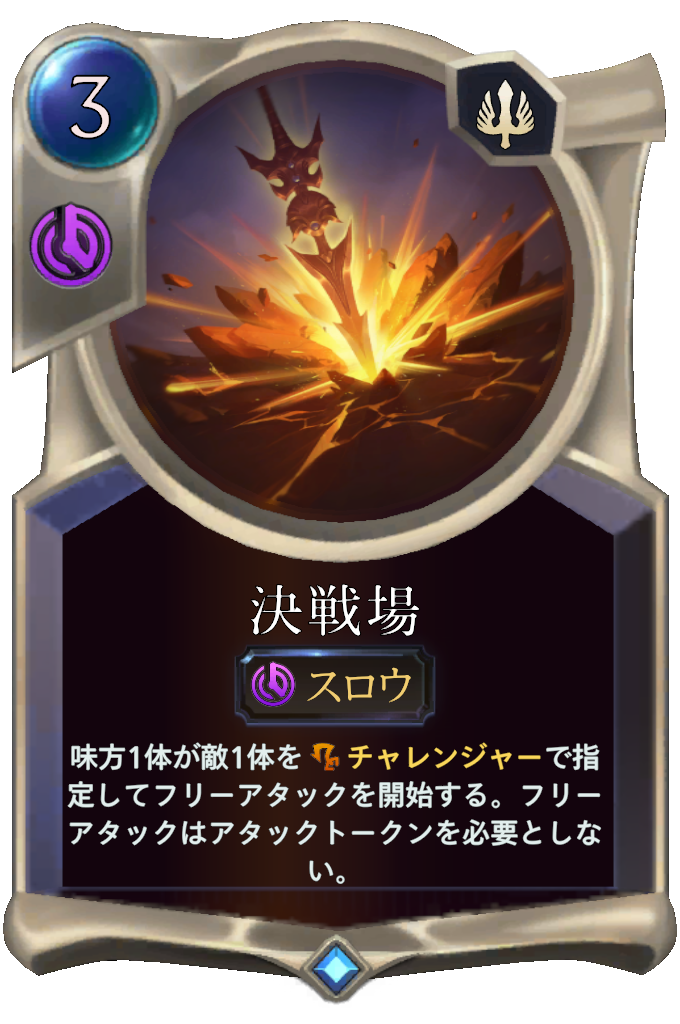 3
決戦場
スロウ
味方1体が敵1体を チャレンジャーで指
定してフリーアタックを開始する。フリー
アタックはアタックトークンを必要としな
い。